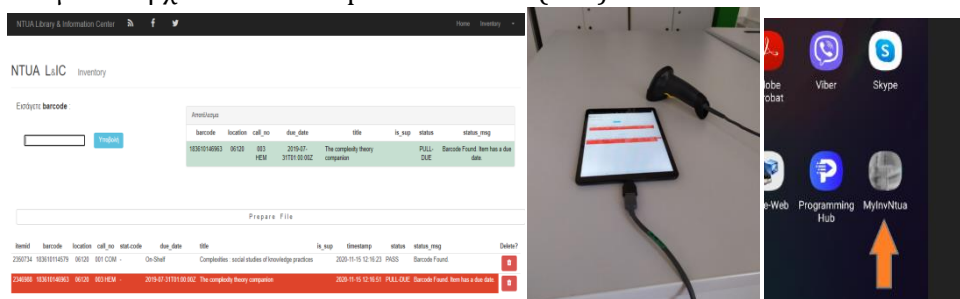 NTUA Library & Information Center
Home Inventory
NTUA L&IC Inventory
Εισάγετε barcode
Υποβολή
Αποτέλεσμα
barcode location call_no due_date title is_sup status status_msg
183610146963 06120 003 HEM 2019-07-31T01:00:00Z The complexity theory companion PULL-DUE Barcode Found. Item has a due date.
Prepare File
itemid barcode location call_no stat-code due_date title is_sup timestamp status status_msg Delete?
2350734 183610114579 06120 001 COM - On-Shelf Complexities social studies of knowledge practices 2020-11-15 12:16:23 PASS Barcode Found.
2346988 183610146963 06120 003 HEM - 2019-07-31T01:00:00Z The complexity theory companion 2020-11-15 12:16:51 PULL-DUE Barcode Found. Item has a due date.
Viber Skype
Programming MyInvNtua
Hub